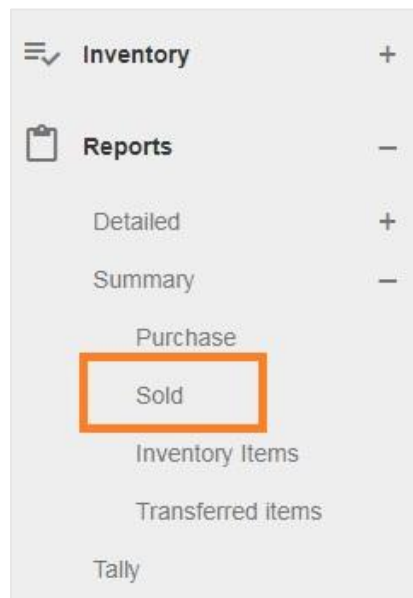 Inventory +
Reports −
Detailed +
Summary −
Purchase
Sold
Inventory Items
Transferred items
Tally